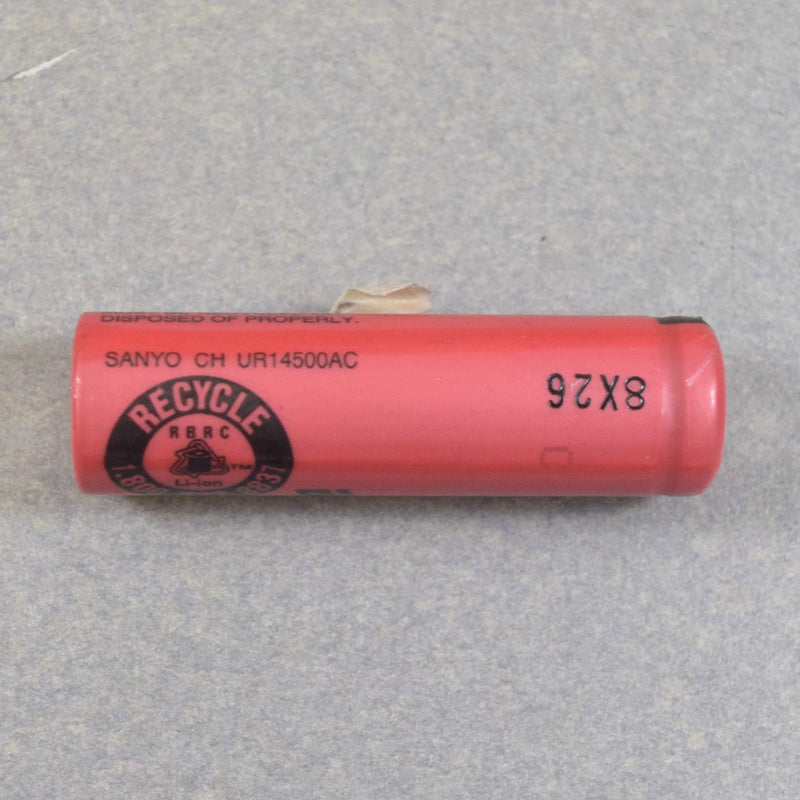 DISPOSED OF PROPERLY.
SANYO CH UR14500AC
RECYCLE
RBRC
TM
Li-ion
8X26